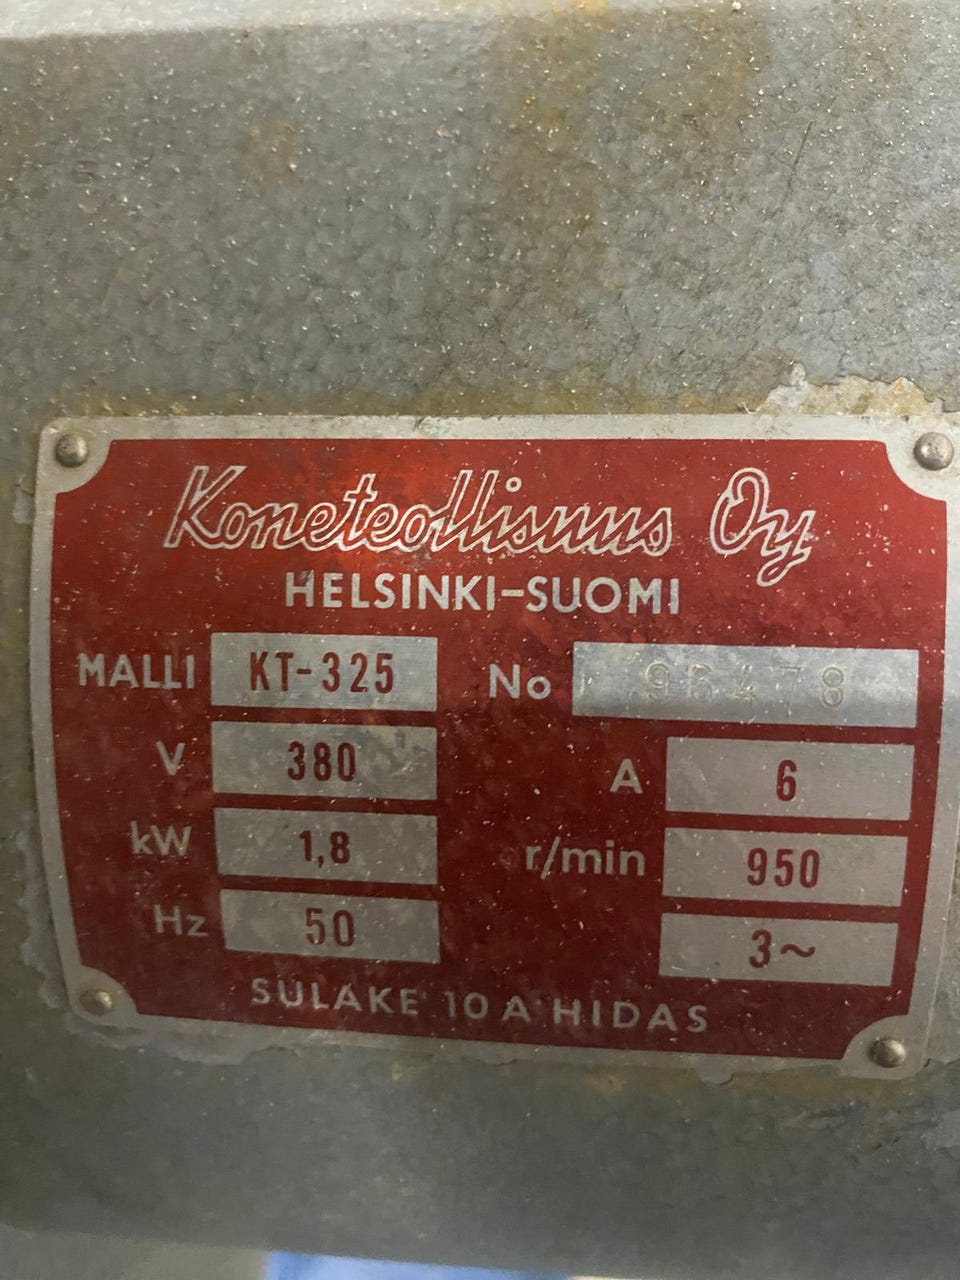 Koneteollisuus Oy
HELSINKI-SUOMI
MALLI KT-325 No 96478
V 380 A 6
kW 1,8 r/min 950
Hz 50 3~
SULAKE 10 A HIDAS